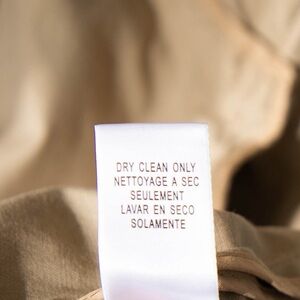 DRY CLEAN ONLY
NETTOYAGE A SEC
SEULEMENT
LAVAR EN SECO
SOLAMENTE